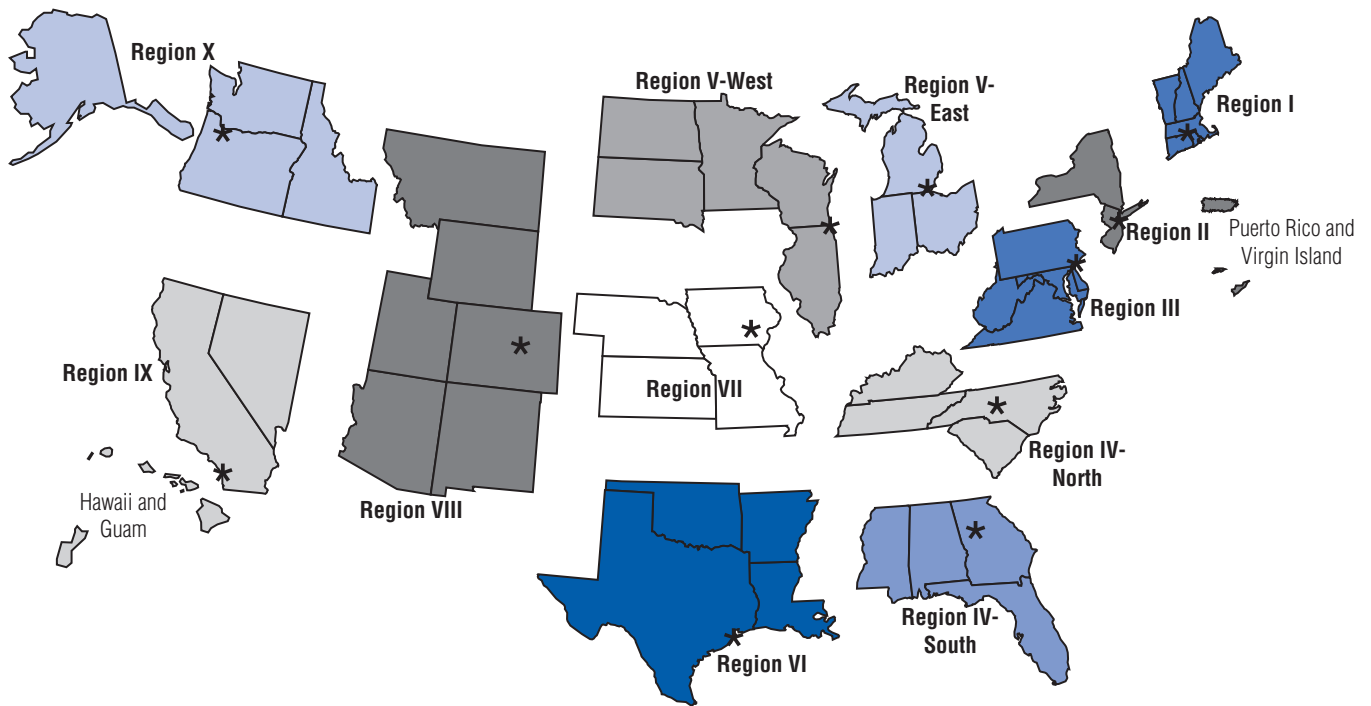 Region X
Region V-West
Region V-
East
Region I
Region II
Puerto Rico and
Virgin Island
Region III
Region IX
Region VII
Region IV-
North
Hawaii and
Guam
Region VIII
Region IV-
South
Region VI